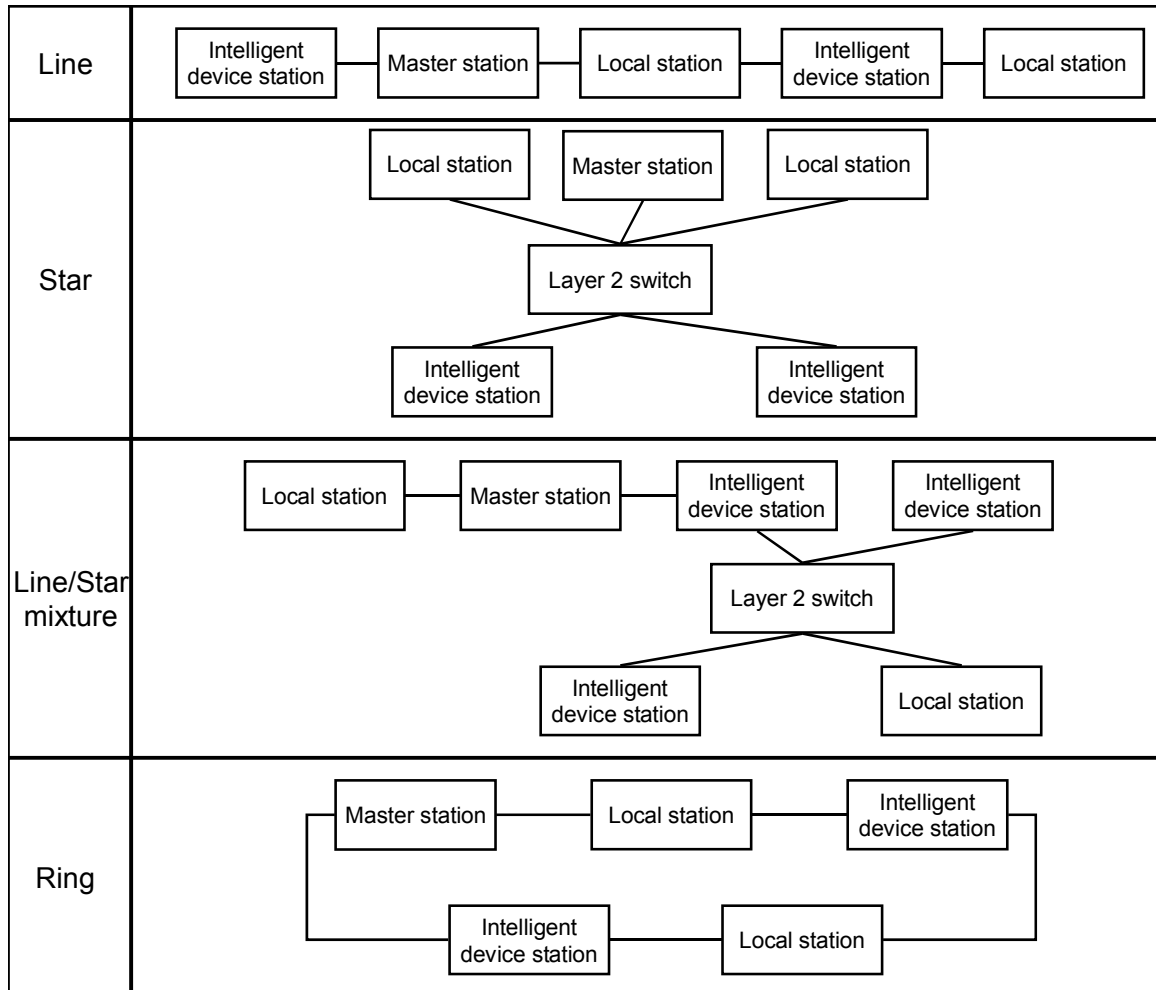 Line
Intelligent
device station
Master station
Local station
Intelligent
device station
Local station
Star
Local station
Master station
Local station
Layer 2 switch
Intelligent
device station
Intelligent
device station
Line/Star
mixture
Local station
Master station
Intelligent
device station
Intelligent
device station
Layer 2 switch
Intelligent
device station
Local station
Ring
Master station
Local station
Intelligent
device station
Intelligent
device station
Local station